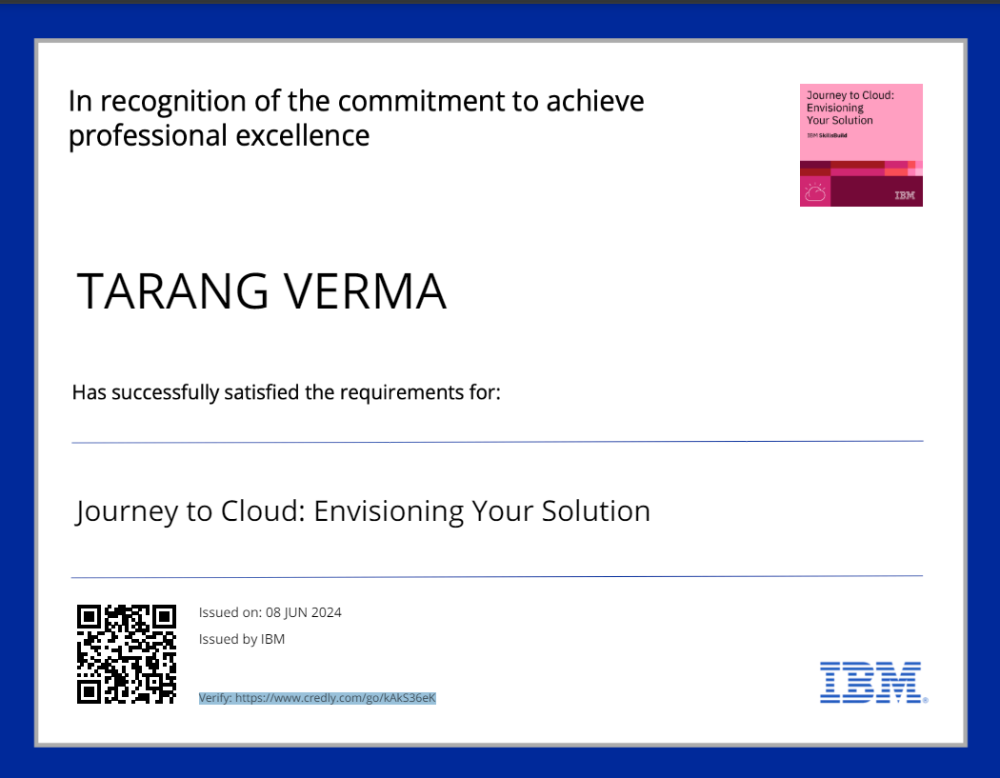 In recognition of the commitment to achieve
professional excellence
Journey to Cloud:
Envisioning
Your Solution
IBM SkillsBuild
IBM
TARANG VERMA
Has successfully satisfied the requirements for:
Journey to Cloud: Envisioning Your Solution
Issued on: 08 JUN 2024
Issued by IBM
Verify: https://www.credly.com/go/kAkS36eK
IBM®